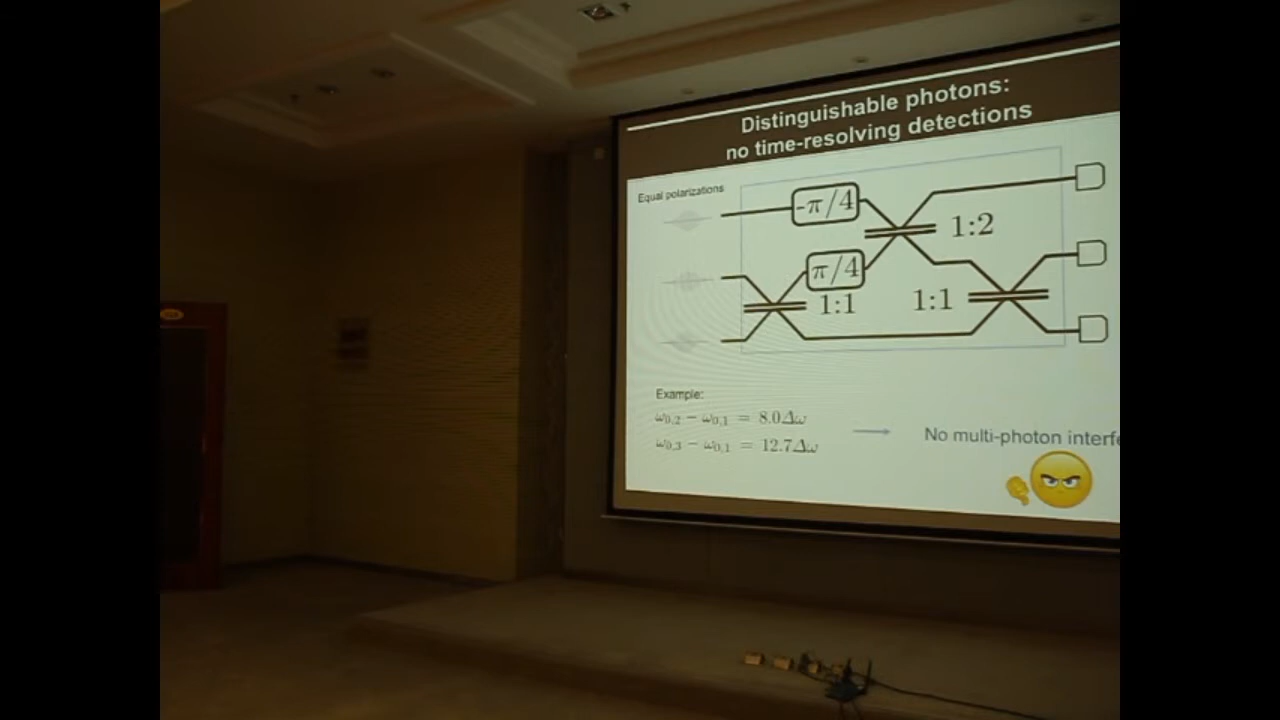 Distinguishable photons:
no time-resolving detections
Equal polarizations
-π/4
1:2
π/4
1:1
1:1
Example:
ω₀,₂ − ω₀,₁ = 8.0Δω
ω₀,₃ − ω₀,₁ = 12.7Δω
No multi-photon interfe